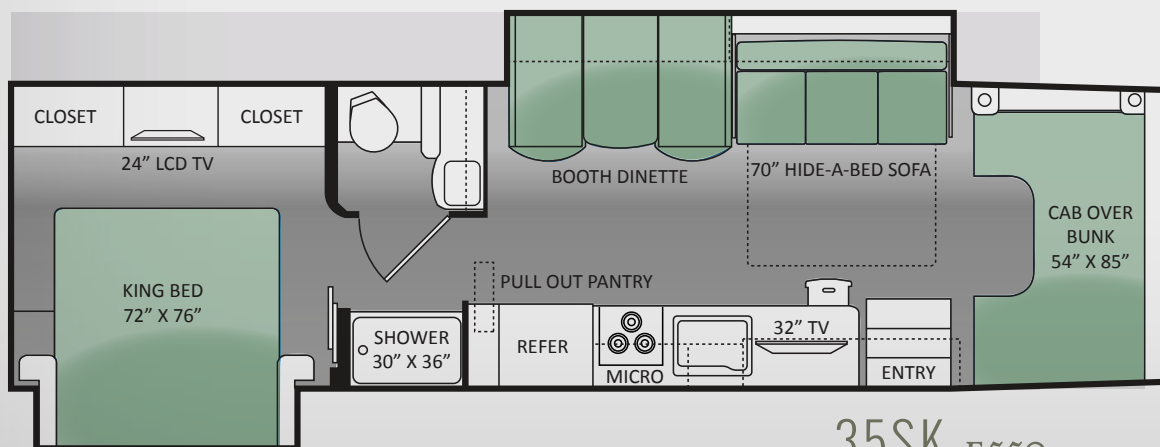 CLOSET
CLOSET
24” LCD TV
BOOTH DINETTE
70” HIDE-A-BED SOFA
CAB OVER
BUNK
54” X 85”
KING BED
72” X 76”
PULL OUT PANTRY
SHOWER
30” X 36”
REFER
MICRO
32” TV
ENTRY
35SK